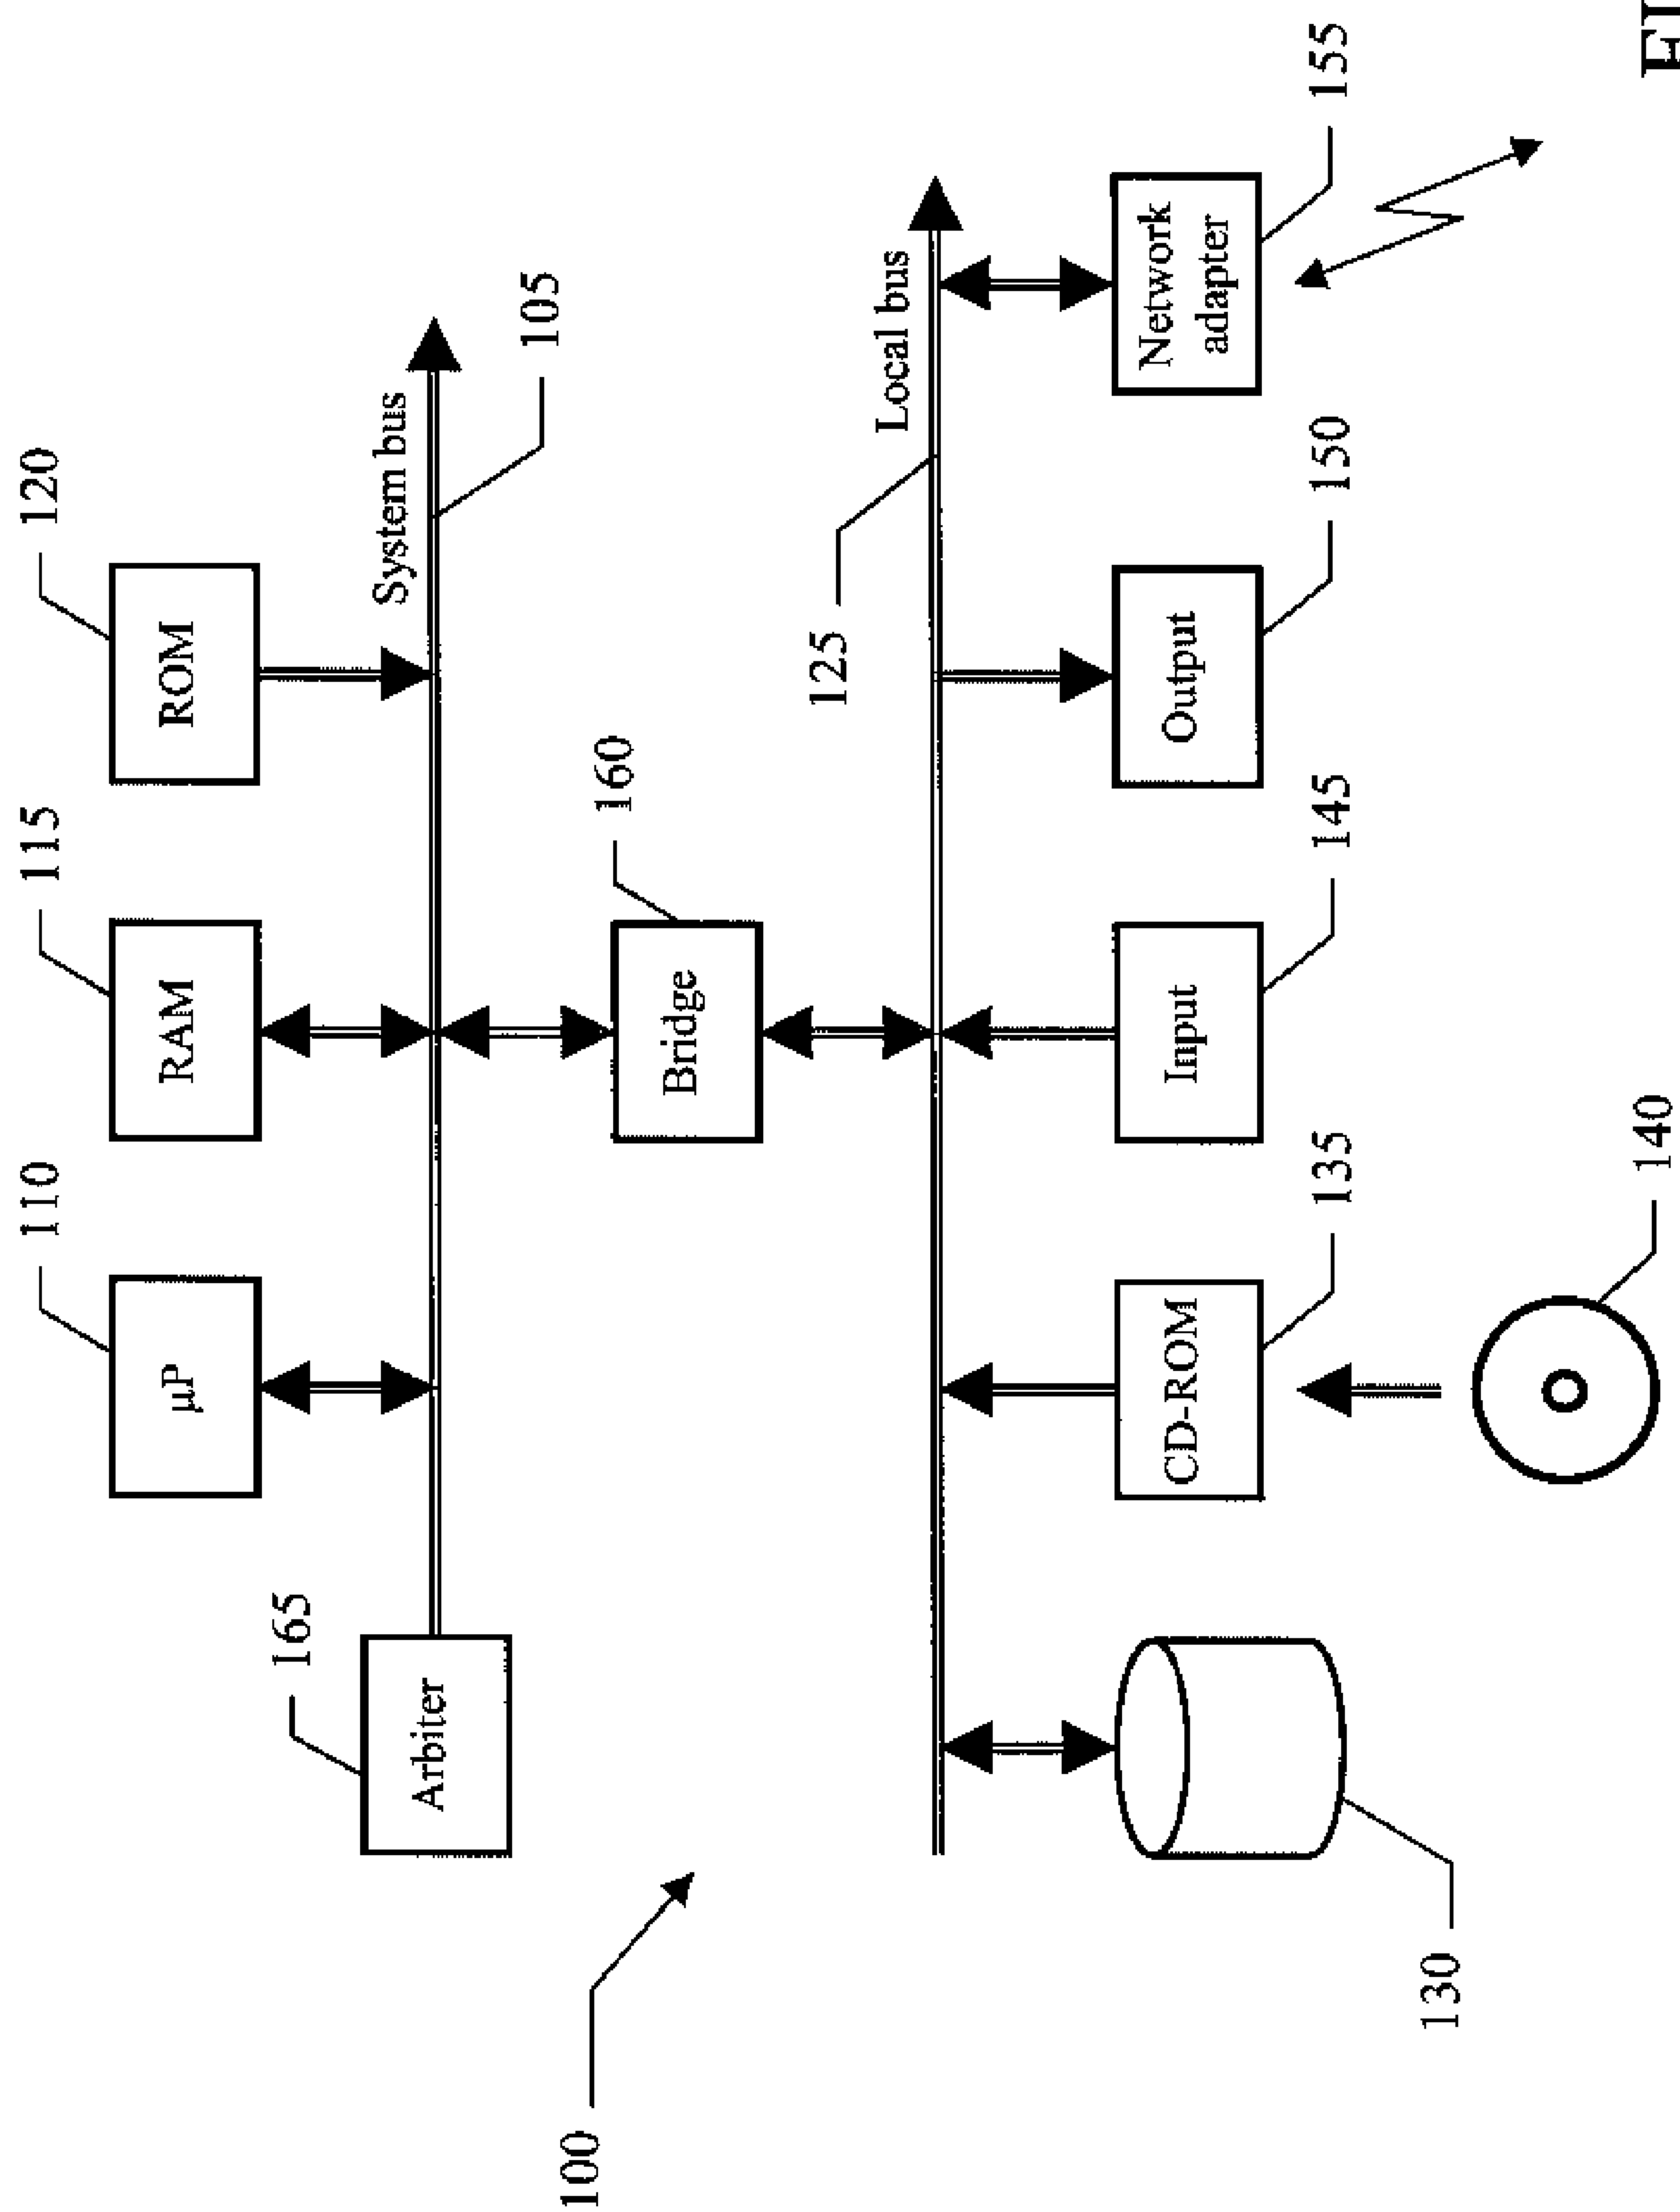 110
115
120
µP
RAM
ROM
165
Arbiter
System bus
105
100
160
Bridge
125
Local bus
CD-ROM
Input
Output
Network
adapter
130
135
145
150
155
140